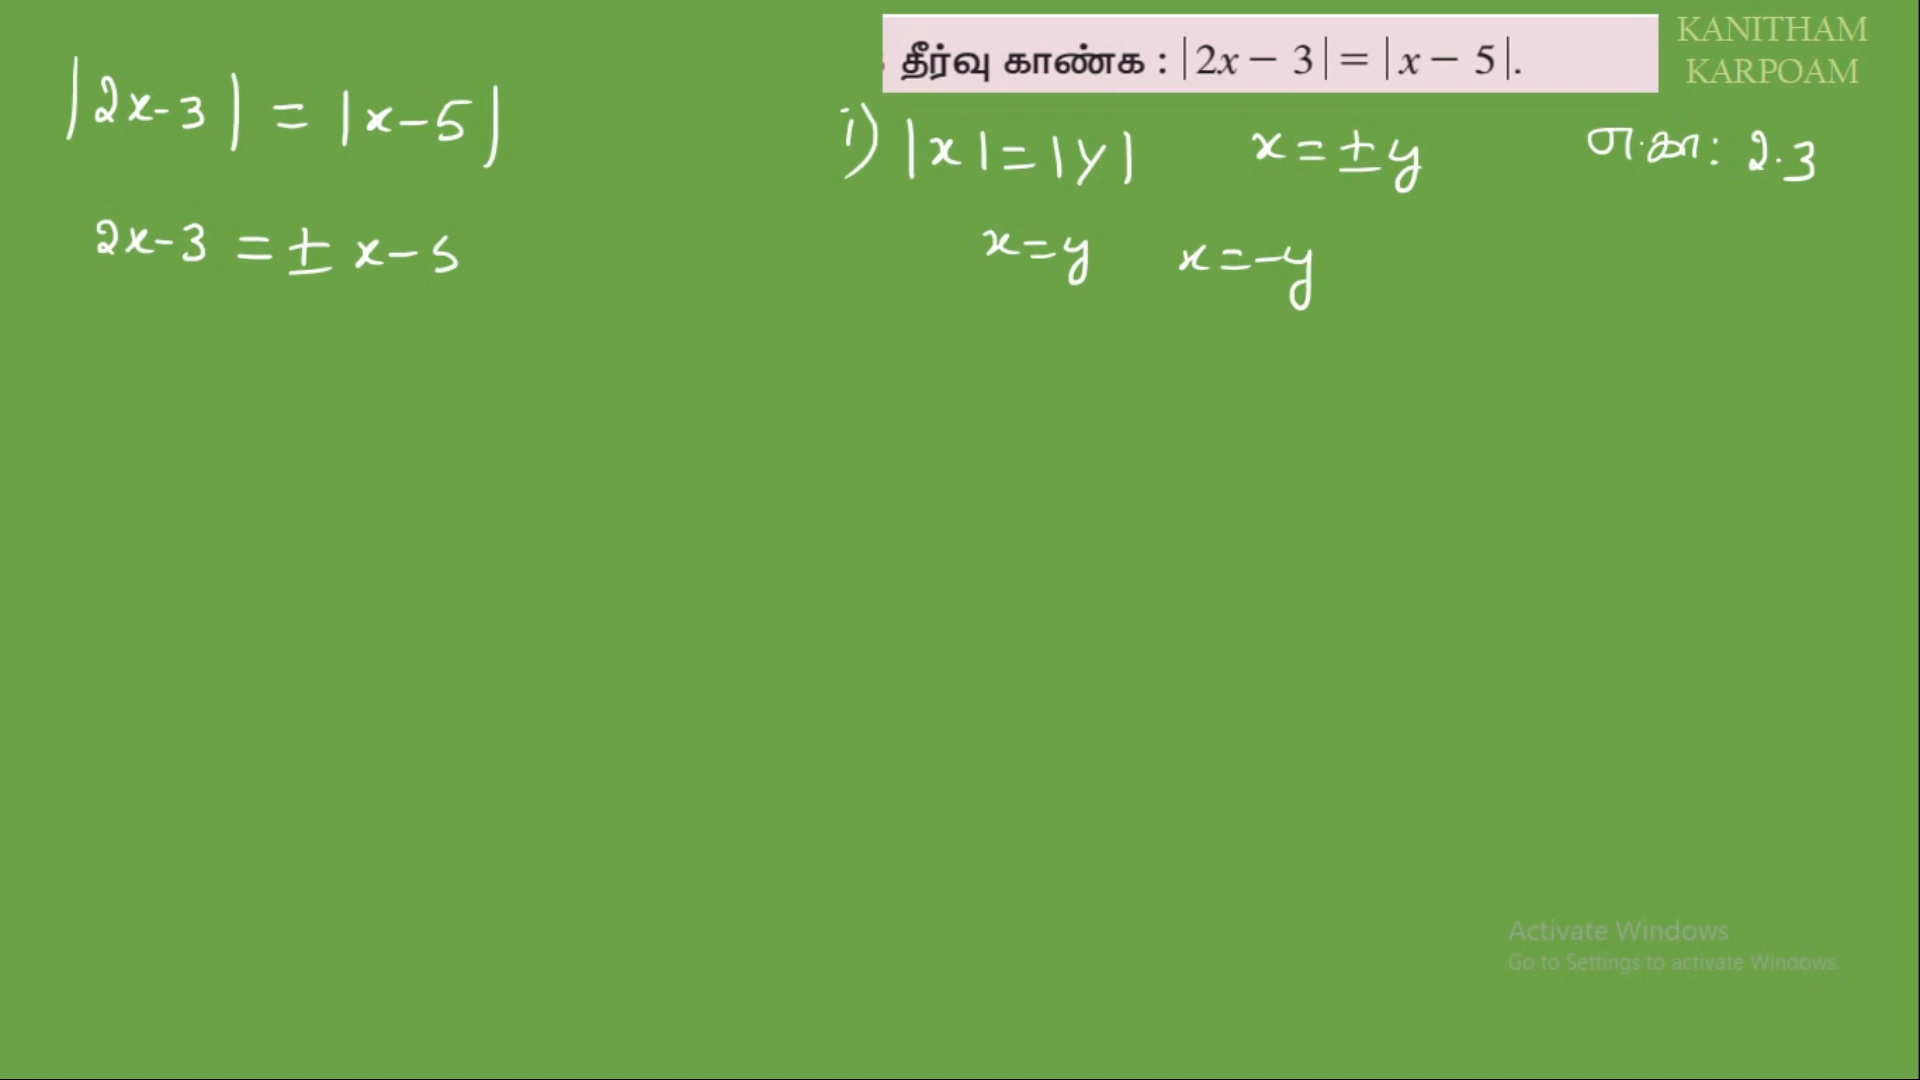 தீர்வு காண்க : |2x − 3| = |x − 5|.
KANITHAM
KARPOAM
|2x-3| = |x-5|
i) |x| = |y| x = ±y எ.கா: 2.3
2x-3 = ± x-5
x=y x=-y
Activate Windows
Go to Settings to activate Windows.